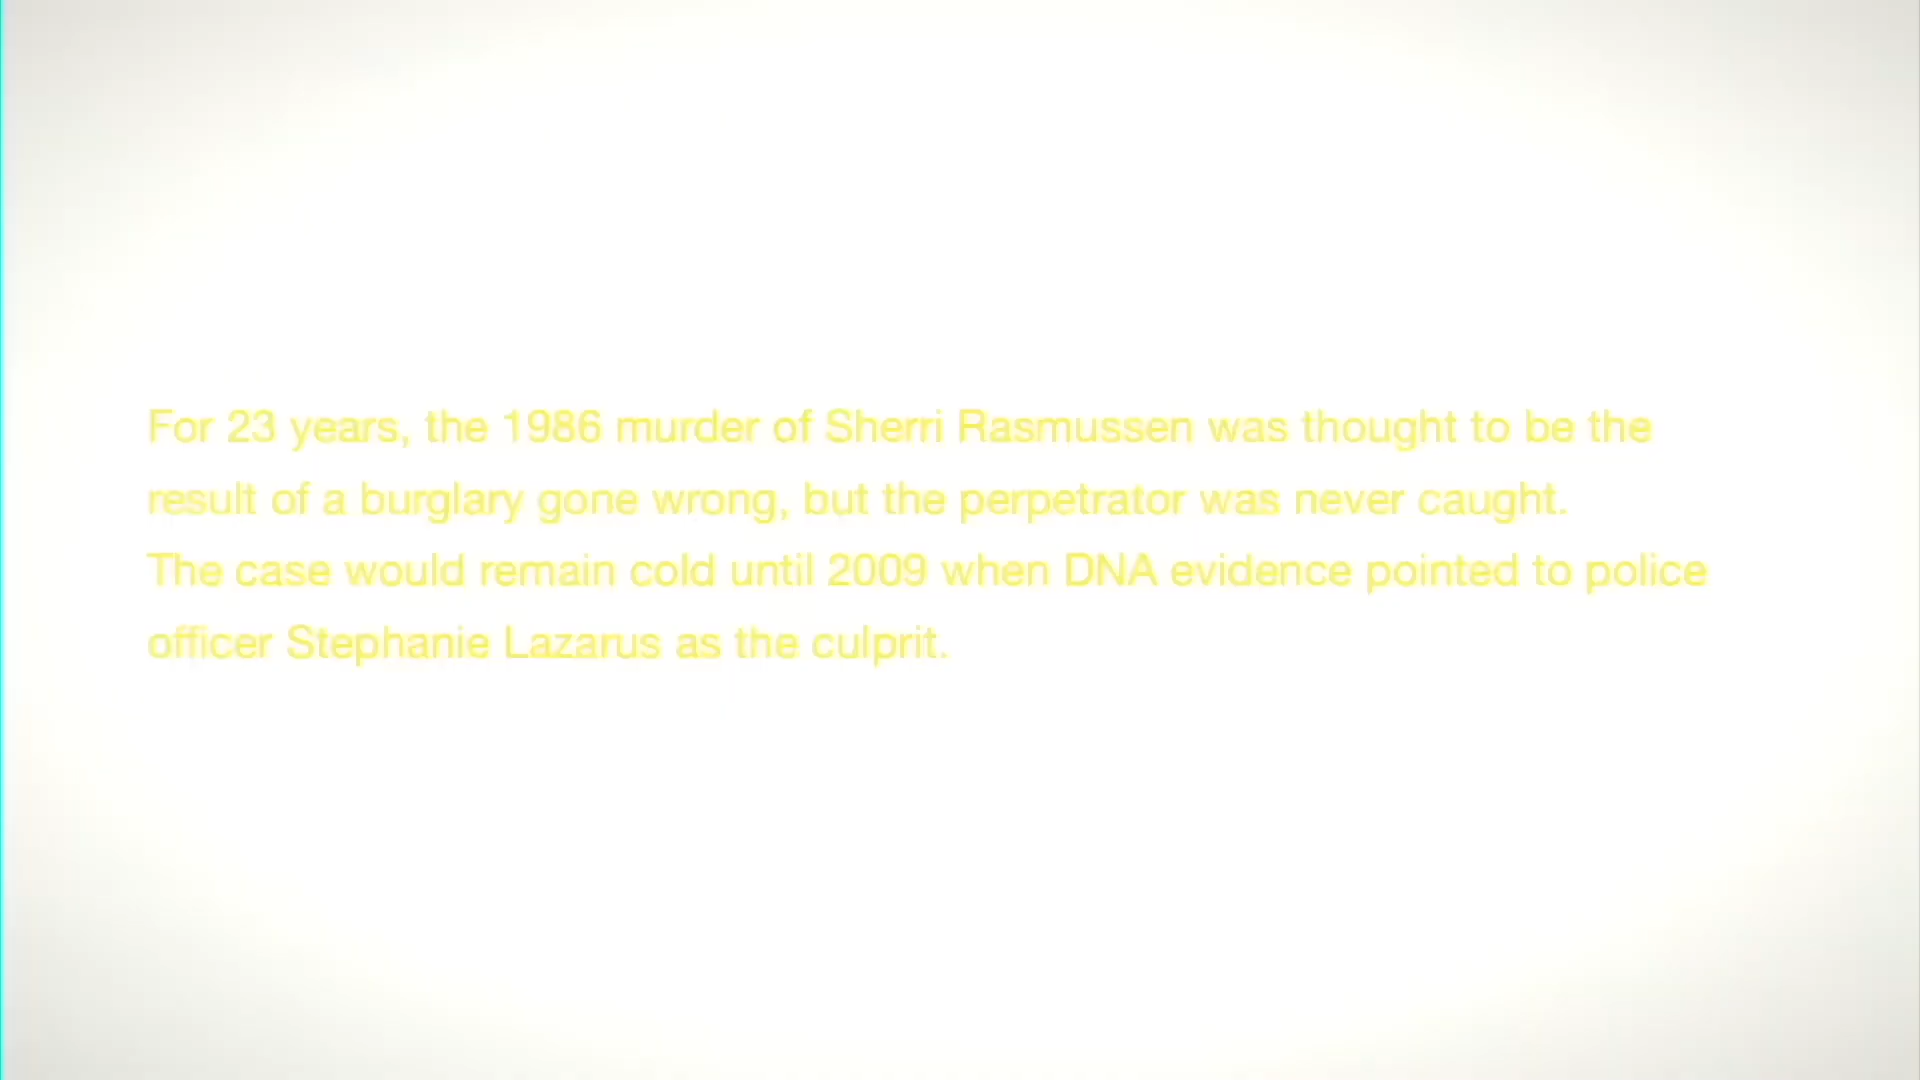 For 23 years, the 1986 murder of Sherri Rasmussen was thought to be the
result of a burglary gone wrong, but the perpetrator was never caught.
The case would remain cold until 2009 when DNA evidence pointed to police
officer Stephanie Lazarus as the culprit.